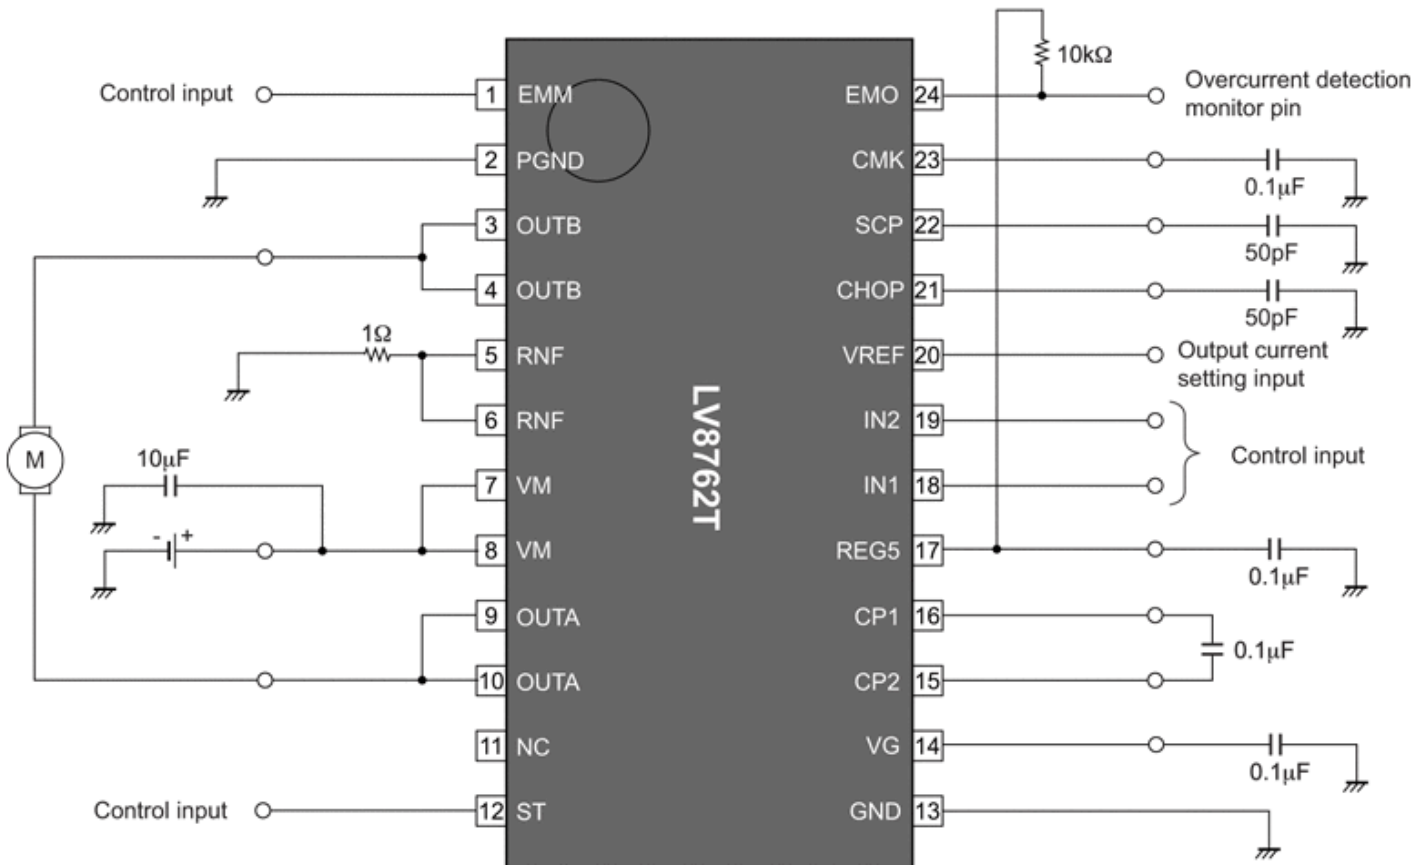 Control input
1 EMM
2 PGND
3 OUTB
4 OUTB
1Ω
5 RNF
6 RNF
M
10μF
7 VM
- +
8 VM
9 OUTA
10 OUTA
11 NC
Control input
12 ST
LV8762T
10kΩ
EMO 24
Overcurrent detection
monitor pin
CMK 23
0.1μF
SCP 22
50pF
CHOP 21
50pF
VREF 20
Output current
setting input
IN2 19
Control input
IN1 18
REG5 17
0.1μF
CP1 16
0.1μF
CP2 15
VG 14
0.1μF
GND 13